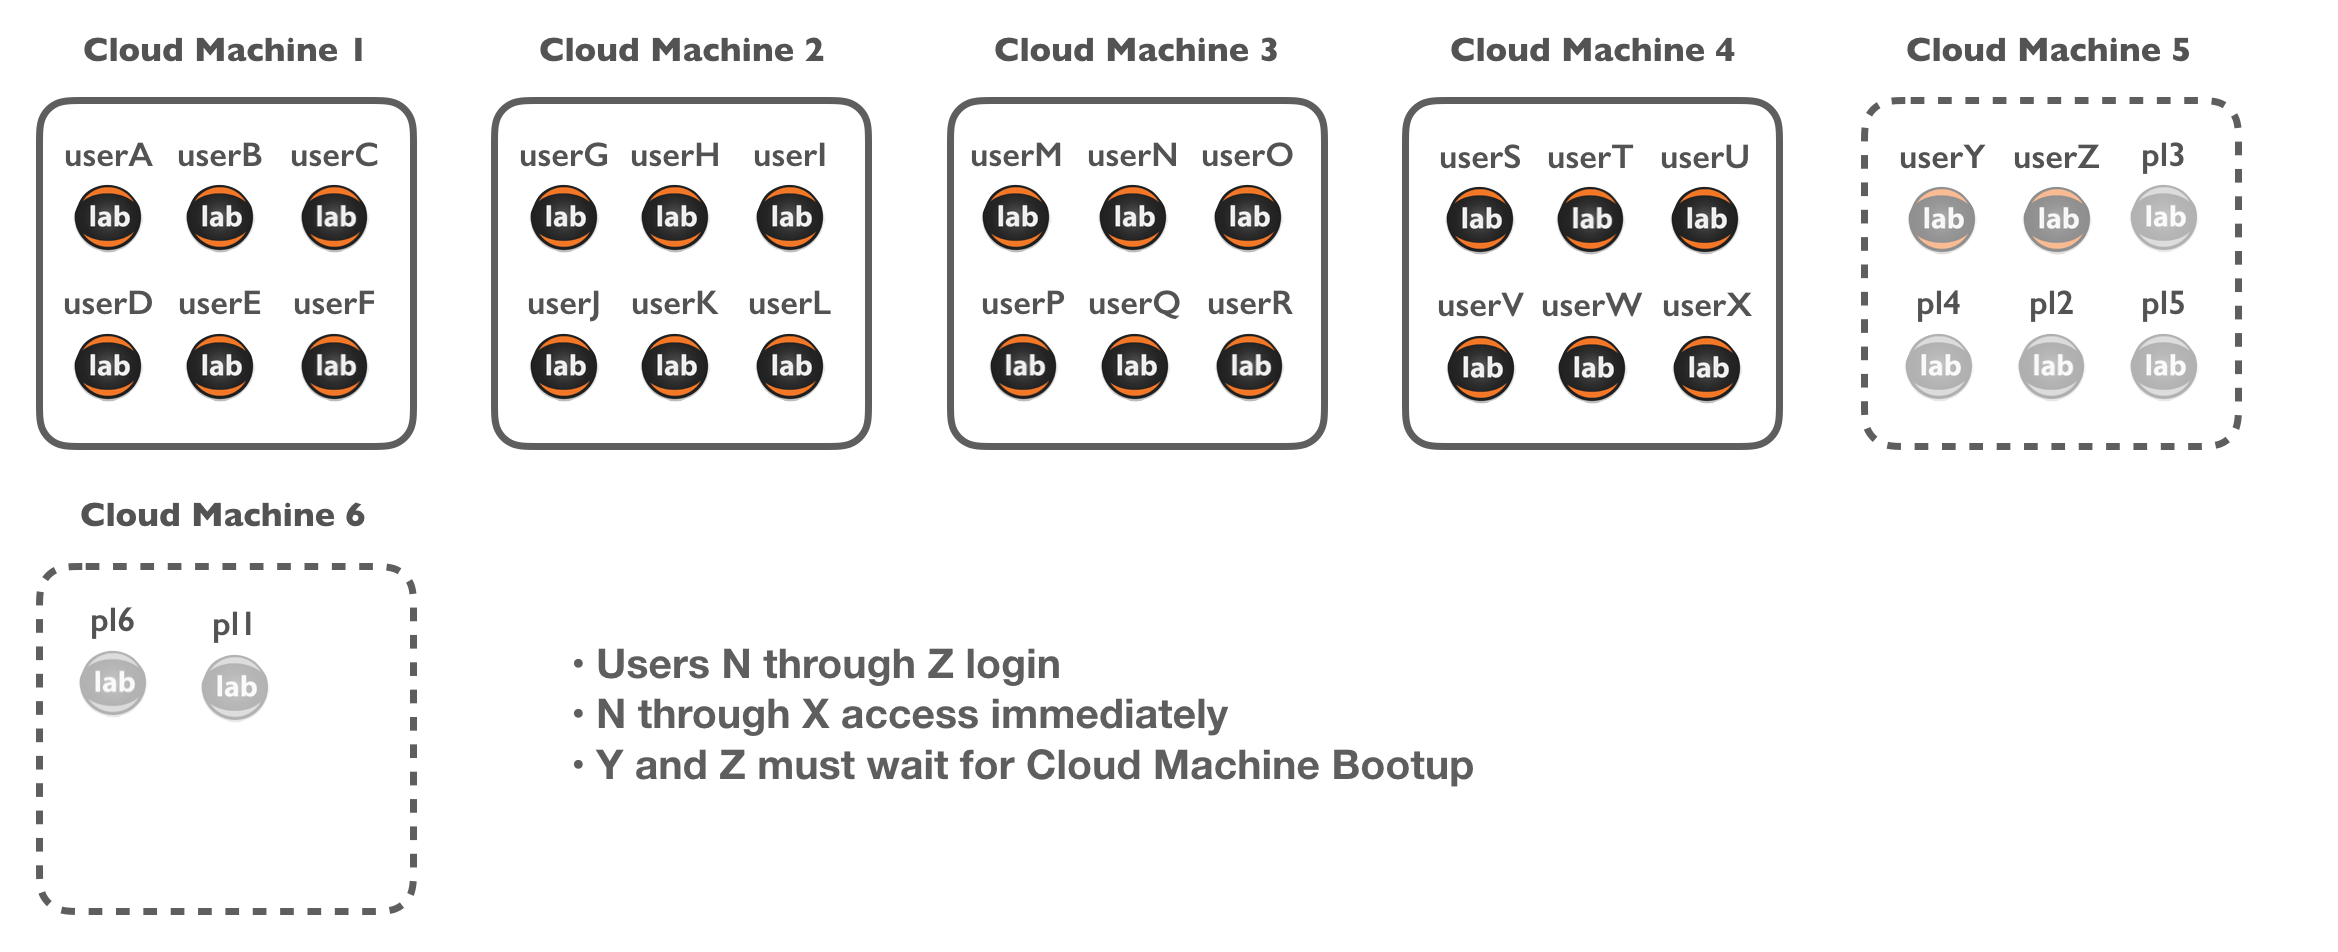 Cloud Machine 1
Cloud Machine 2
Cloud Machine 3
Cloud Machine 4
Cloud Machine 5
userA userB userC
lab lab lab
userD userE userF
lab lab lab
userG userH userI
lab lab lab
userJ userK userL
lab lab lab
userM userN userO
lab lab lab
userP userQ userR
lab lab lab
userS userT userU
lab lab lab
userV userW userX
lab lab lab
userY userZ pl3
lab lab lab
pl4 pl2 pl5
lab lab lab
Cloud Machine 6
pl6 pl1
lab lab
• Users N through Z login
• N through X access immediately
• Y and Z must wait for Cloud Machine Bootup